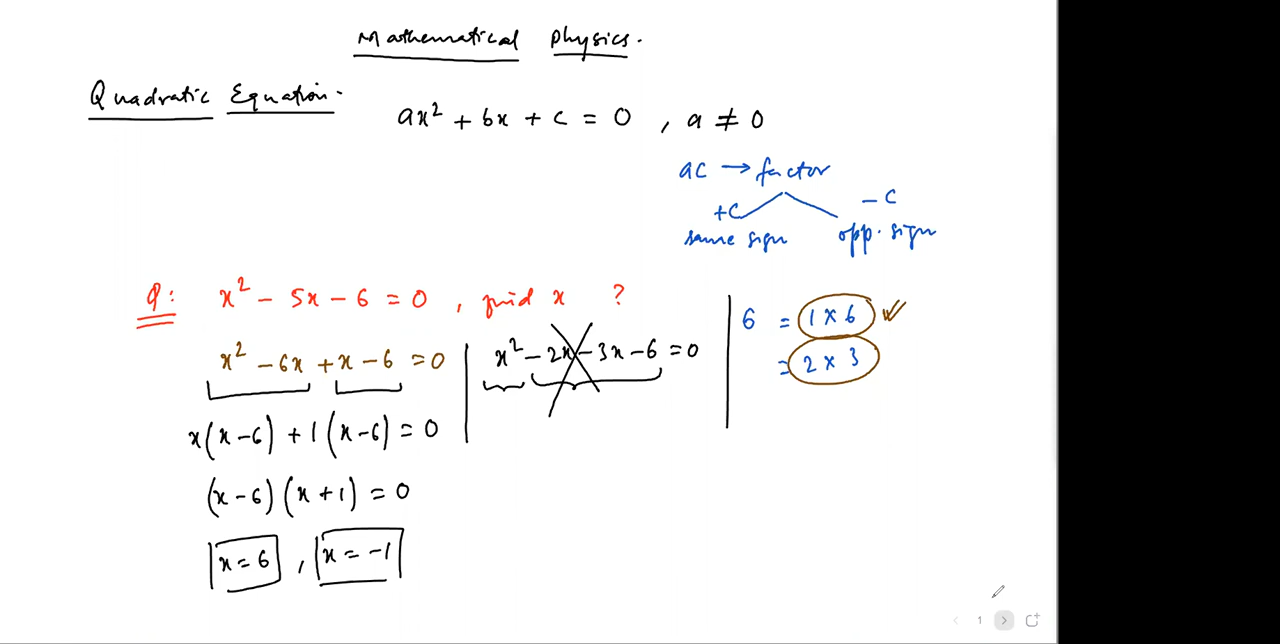 Mathematical Physics.
Quadratic Equation.
ax² + bx + c = 0 , a ≠ 0
ac → factor
+c − c
same sign opp. sign
Q: x² − 5x − 6 = 0 , find x ?
x² − 6x + x − 6 = 0
x(x−6) + 1(x−6) = 0
(x−6)(x+1) = 0
x = 6 , x = −1
x² − 2x − 3x − 6 = 0
6 = 1 × 6 ✓
= 2 × 3
1